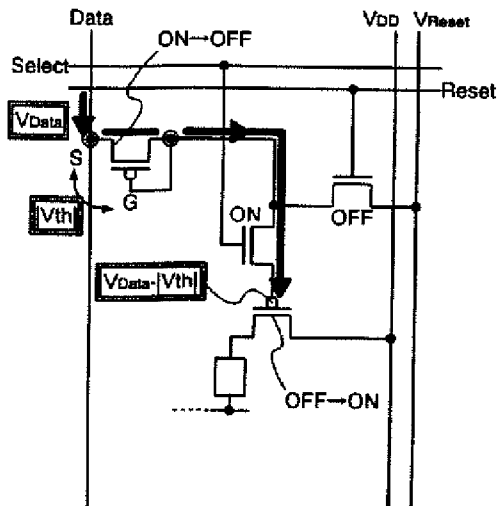 Data
VDD
VReset
ON→OFF
Select
Reset
VData
S
G
|Vth|
ON
OFF
VData-|Vth|
OFF→ON